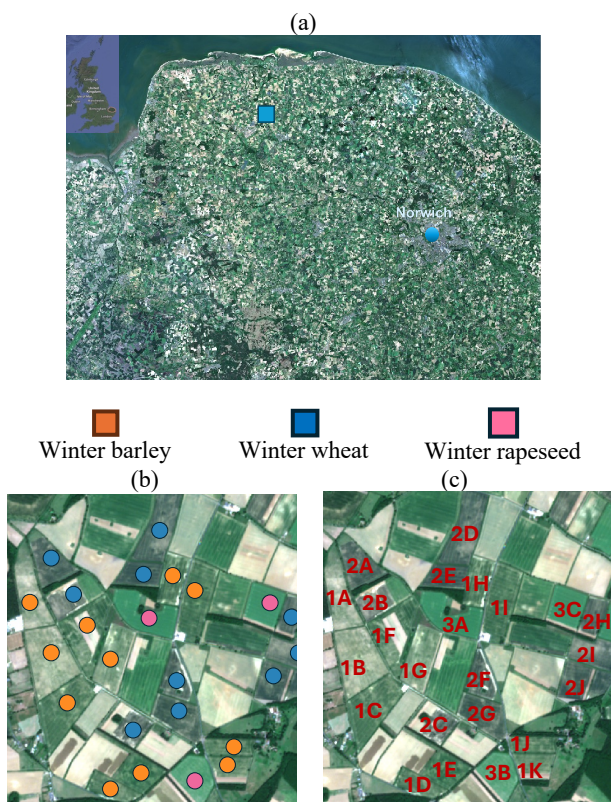 (a)
Norwich
Winter barley
Winter wheat
Winter rapeseed
(b)
(c)
2D
2A
2E
1H
1A
2B
1I
3C
2H
1F
3A
2I
1B
1G
2F
2J
1C
2G
2C
1J
1E
3B
1K
1D